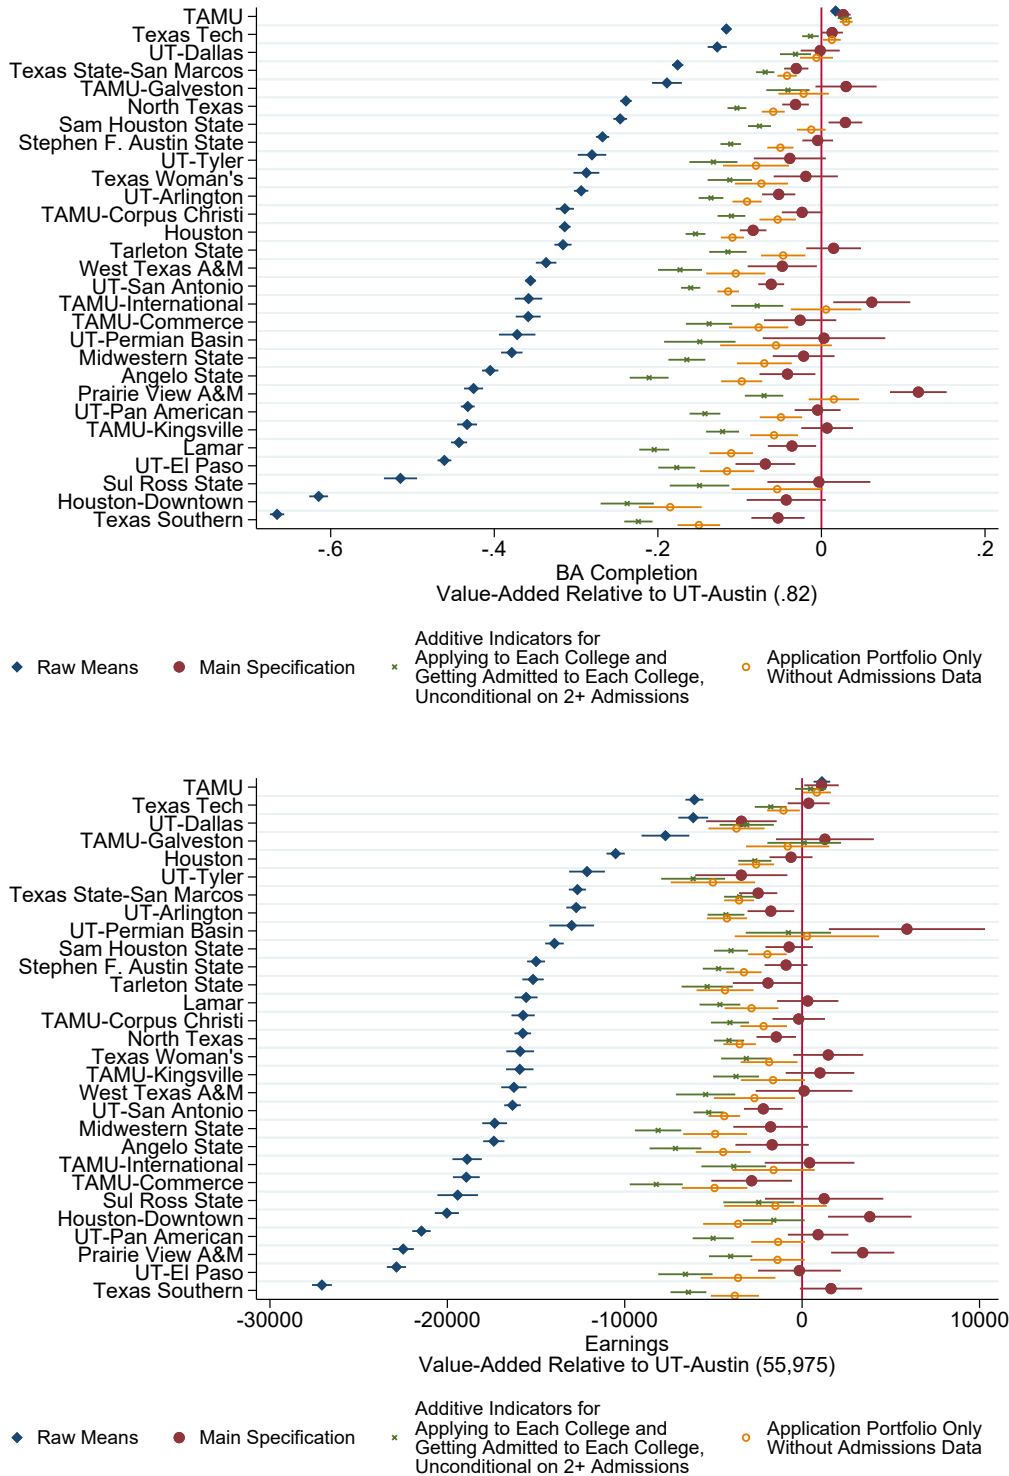 TAMU
Texas Tech
UT-Dallas
Texas State-San Marcos
TAMU-Galveston
North Texas
Sam Houston State
Stephen F. Austin State
UT-Tyler
Texas Woman's
UT-Arlington
TAMU-Corpus Christi
Houston
Tarleton State
West Texas A&M
UT-San Antonio
TAMU-International
TAMU-Commerce
UT-Permian Basin
Midwestern State
Angelo State
Prairie View A&M
UT-Pan American
TAMU-Kingsville
Lamar
UT-El Paso
Sul Ross State
Houston-Downtown
Texas Southern
-.6 -.4 -.2 0 .2
BA Completion
Value-Added Relative to UT-Austin (.82)
Raw Means
Main Specification
Additive Indicators for
Applying to Each College and
Getting Admitted to Each College,
Unconditional on 2+ Admissions
Application Portfolio Only
Without Admissions Data
TAMU
Texas Tech
UT-Dallas
TAMU-Galveston
Houston
UT-Tyler
Texas State-San Marcos
UT-Arlington
UT-Permian Basin
Sam Houston State
Stephen F. Austin State
Tarleton State
Lamar
TAMU-Corpus Christi
North Texas
Texas Woman's
TAMU-Kingsville
West Texas A&M
UT-San Antonio
Midwestern State
Angelo State
TAMU-International
TAMU-Commerce
Sul Ross State
Houston-Downtown
UT-Pan American
Prairie View A&M
UT-El Paso
Texas Southern
-30000 -20000 -10000 0 10000
Earnings
Value-Added Relative to UT-Austin (55,975)
Raw Means
Main Specification
Additive Indicators for
Applying to Each College and
Getting Admitted to Each College,
Unconditional on 2+ Admissions
Application Portfolio Only
Without Admissions Data